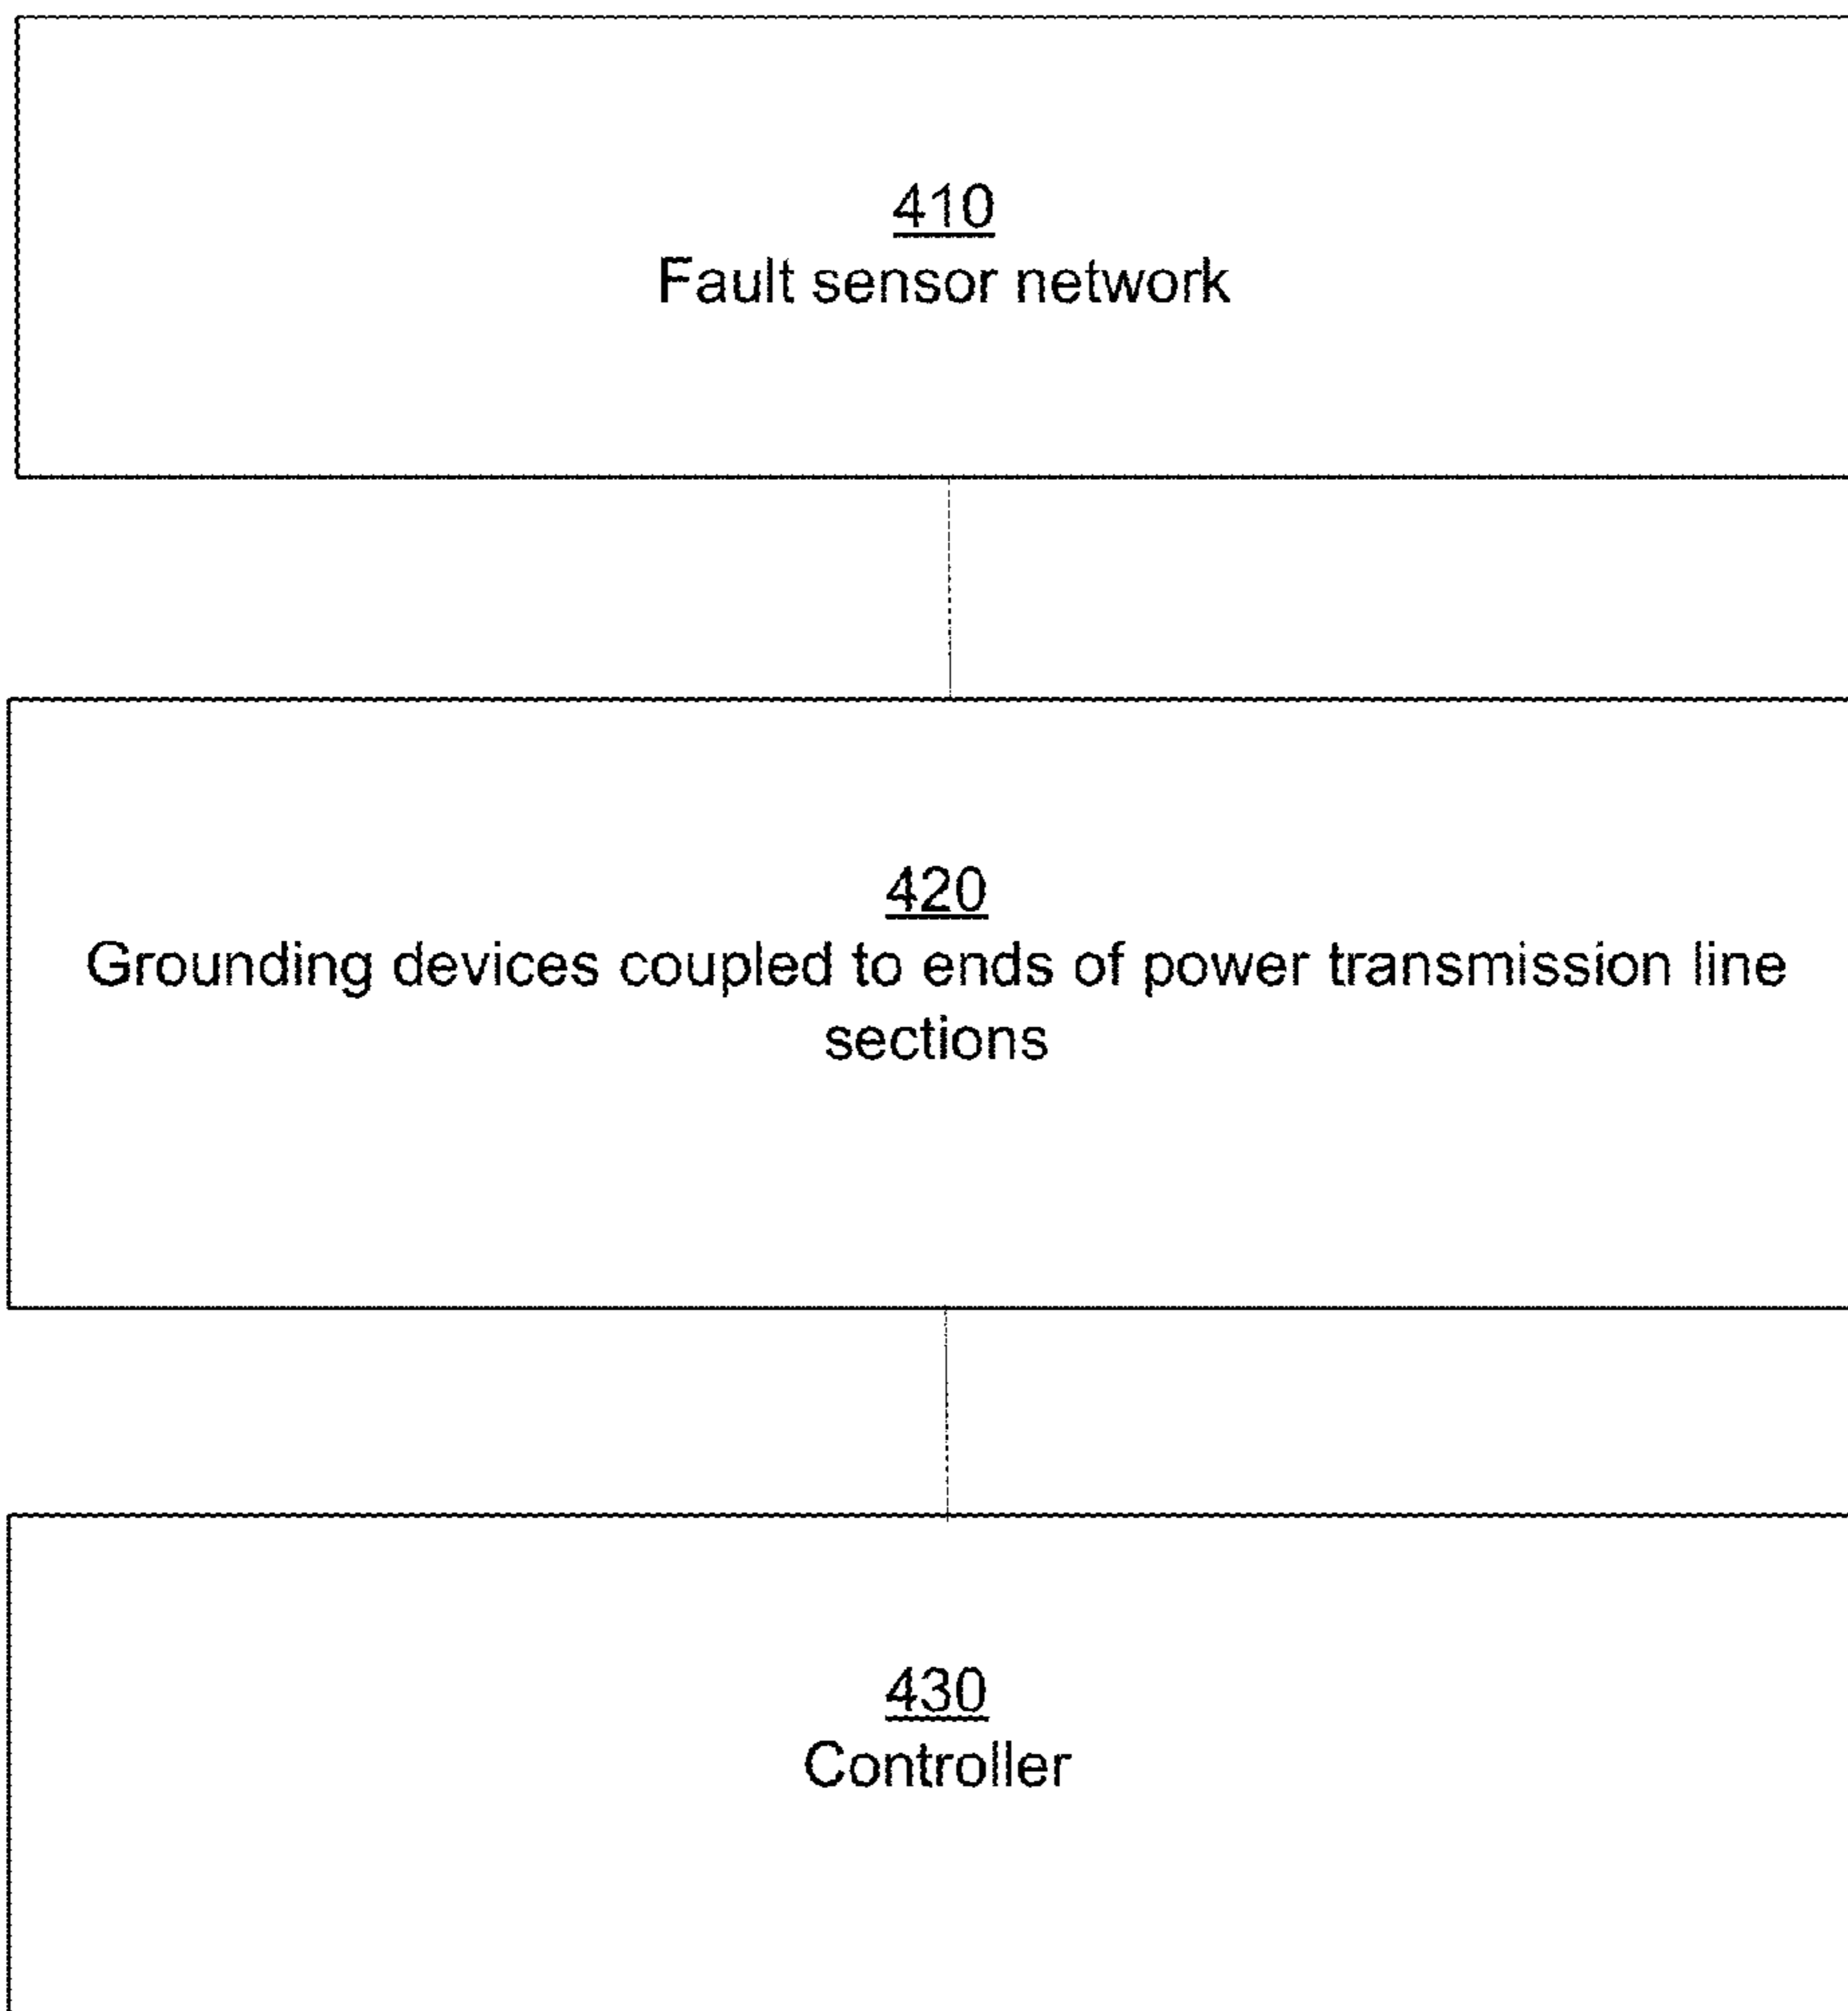 410
Fault sensor network
420
Grounding devices coupled to ends of power transmission line
sections
430
Controller